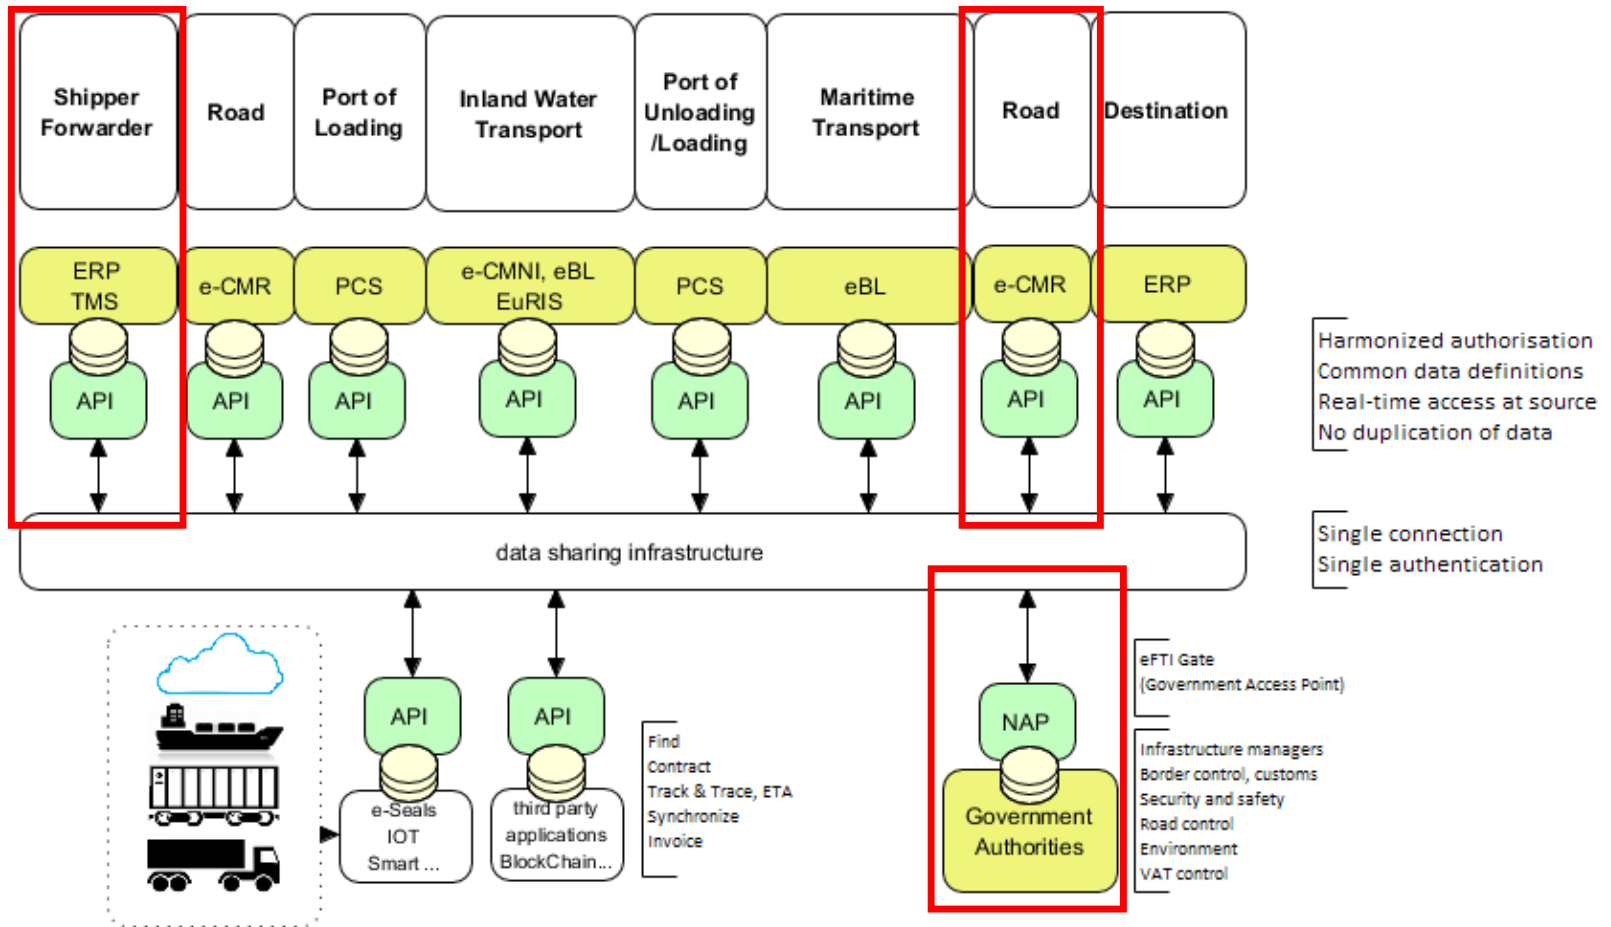 Shipper
Forwarder
Road
Port of
Loading
Inland Water
Transport
Port of
Unloading
/Loading
Maritime
Transport
Road
Destination
ERP
TMS
e-CMR
PCS
e-CMNI, eBL
EuRIS
PCS
eBL
e-CMR
ERP
API
API
API
API
API
API
API
API
Harmonized authorisation
Common data definitions
Real-time access at source
No duplication of data
data sharing infrastructure
Single connection
Single authentication
API
e-Seals
IOT
Smart ...
API
third party
applications
BlockChain...
Find
Contract
Track & Trace, ETA
Synchronize
Invoice
NAP
Government
Authorities
eFTI Gate
(Government Access Point)
Infrastructure managers
Border control, customs
Security and safety
Road control
Environment
VAT control